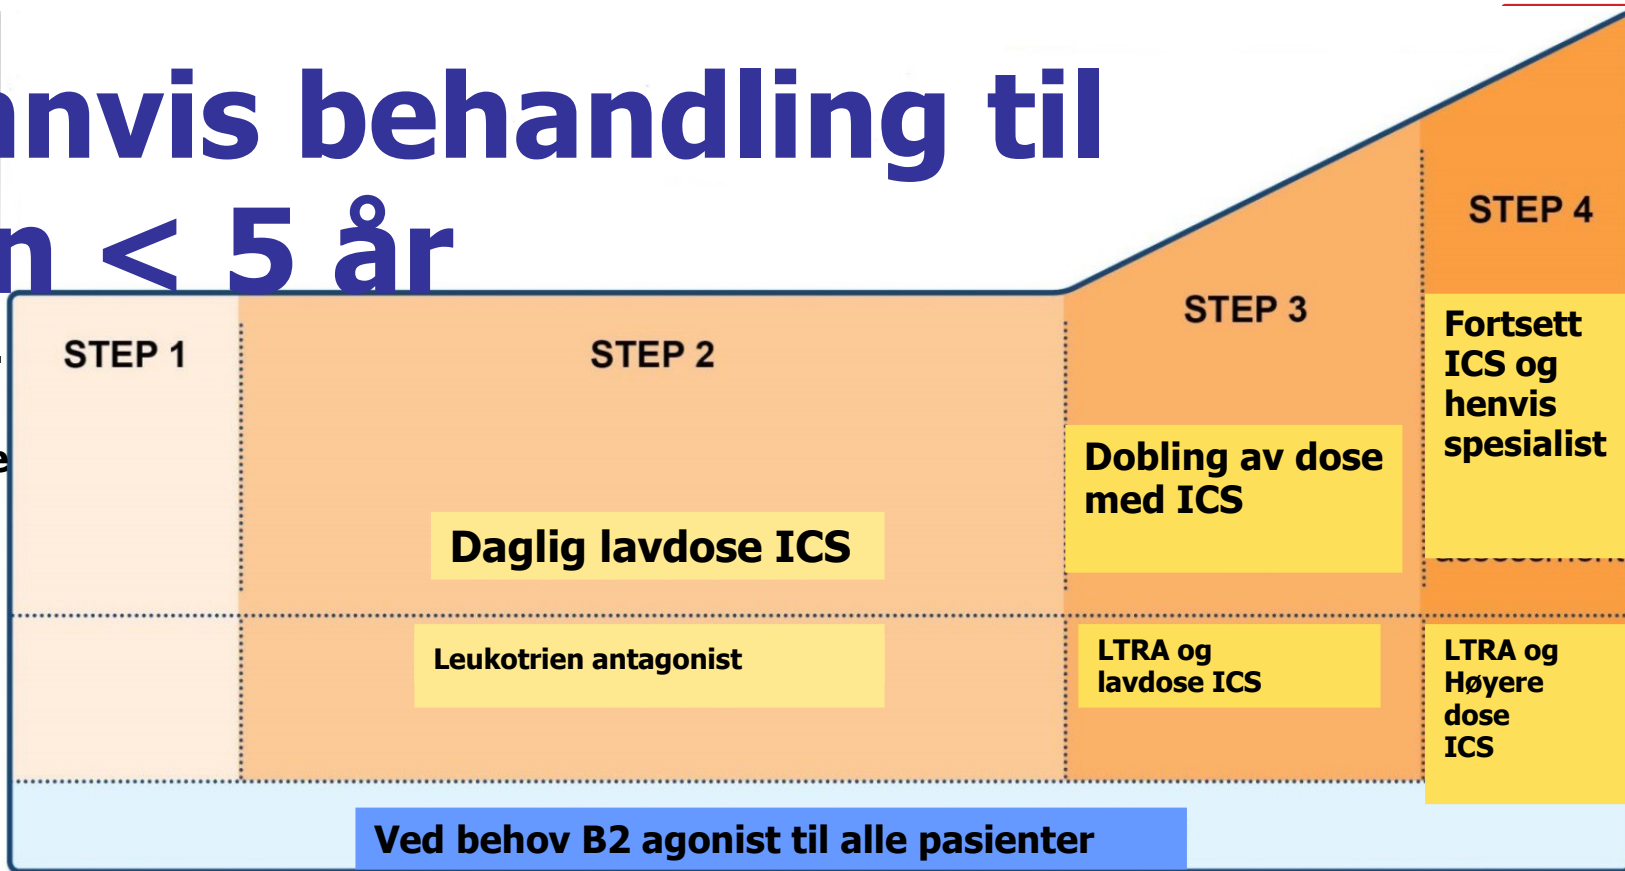 nvis behandling til
n < 5 år
STEP 1
STEP 2
STEP 3
STEP 4
Daglig lavdose ICS
Dobling av dose
med ICS
Fortsett
ICS og
henvis
spesialist
Leukotrien antagonist
LTRA og
lavdose ICS
LTRA og
Høyere
dose
ICS
Ved behov B2 agonist til alle pasienter